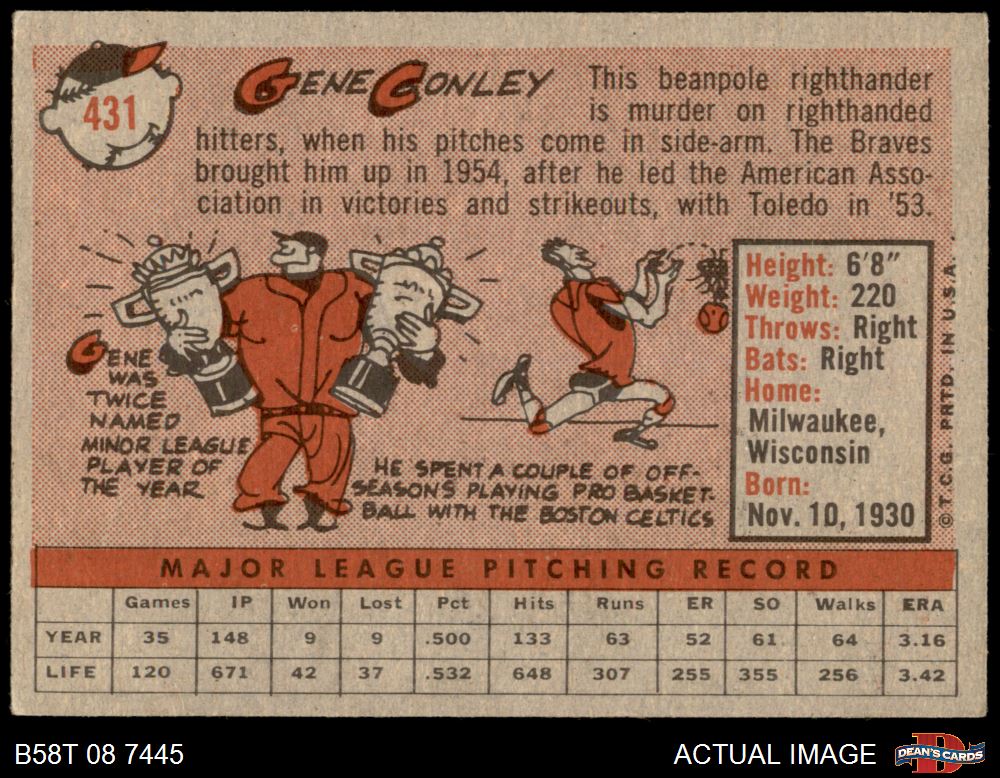 431
GENE CONLEY
This beanpole righthander
is murder on righthanded
hitters, when his pitches come in side-arm. The Braves
brought him up in 1954, after he led the American Asso-
ciation in victories and strikeouts, with Toledo in '53.
GENE
WAS
TWICE
NAMED
MINOR LEAGUE
PLAYER OF
THE YEAR
HE SPENT A COUPLE OF OFF-
SEASONS PLAYING PRO BASKET-
BALL WITH THE BOSTON CELTICS
Height: 6'8"
Weight: 220
Throws: Right
Bats: Right
Home:
Milwaukee,
Wisconsin
Born:
Nov. 10, 1930
© T.C.G. PRTD. IN U.S.A.
MAJOR LEAGUE PITCHING RECORD
Games IP Won Lost Pct Hits Runs ER SO Walks ERA
YEAR 35 148 9 9 .500 133 63 52 61 64 3.16
LIFE 120 671 42 37 .532 648 307 255 355 256 3.42
B58T 08 7445
ACTUAL IMAGE
D
DEAN'S CARDS